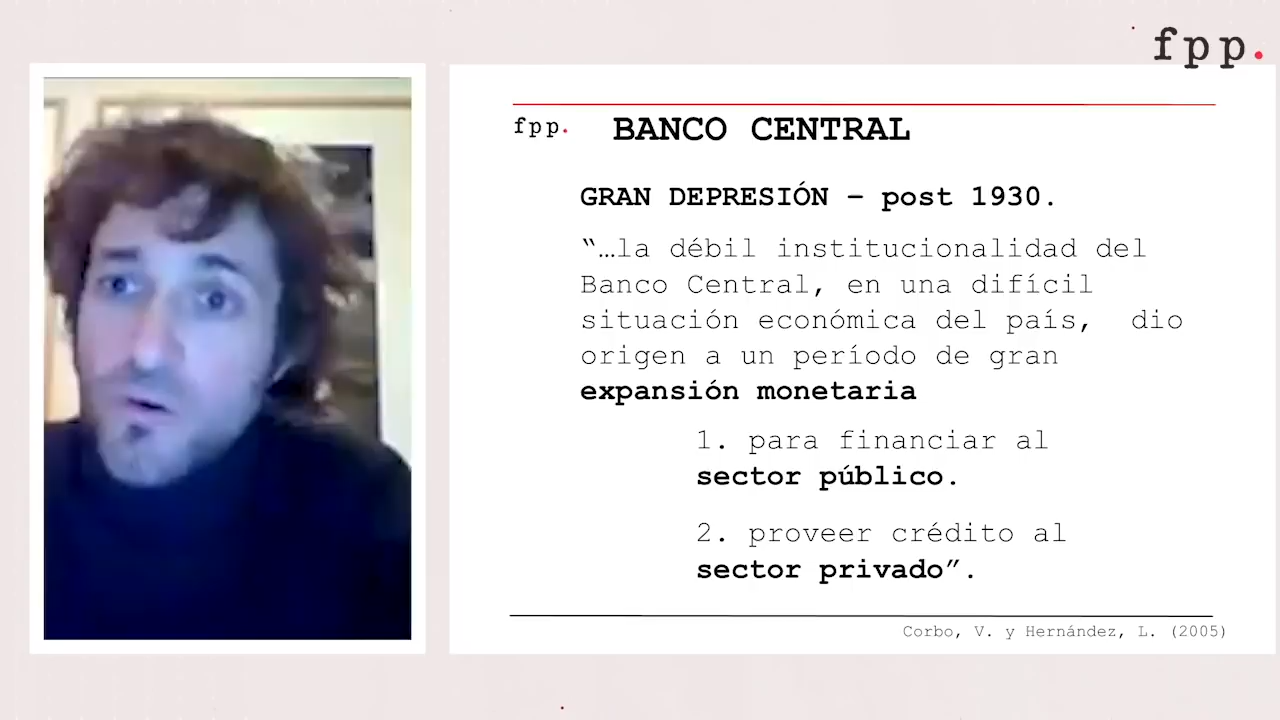 fpp.
fpp. BANCO CENTRAL
GRAN DEPRESIÓN – post 1930.
“…la débil institucionalidad del
Banco Central, en una difícil
situación económica del país,  dio
origen a un período de gran
expansión monetaria
1. para financiar al
sector público.
2. proveer crédito al
sector privado”.
Corbo, V. y Hernández, L. (2005)